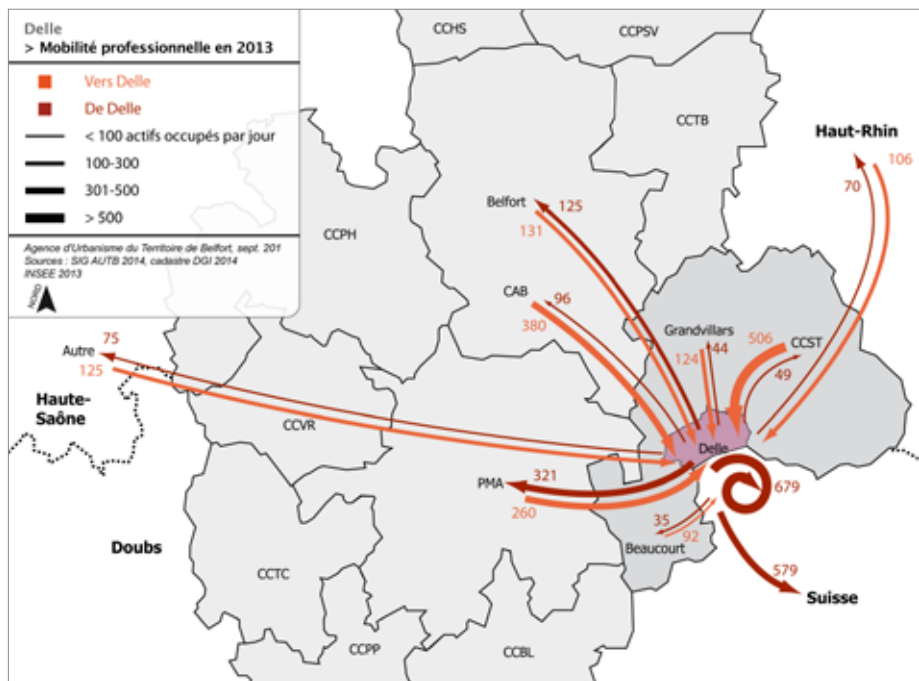 Delle
> Mobilité professionnelle en 2013
Vers Delle
De Delle
< 100 actifs occupés par jour
100-300
301-500
> 500
Agence d'Urbanisme du Territoire de Belfort, sept. 201
Sources : SIG AUTB 2014, cadastre DGI 2014
INSEE 2013
NORD
CCHS
CCPSV
CCTB
Haut-Rhin
106
70
CCPH
Belfort
125
131
CAB
96
380
Grandvillars
124
44
506
CCST
49
Autre
75
125
Haute-
Saône
CCVR
Delle
PMA
321
260
679
35
92
Beaucourt
Doubs
CCTC
579
Suisse
CCPP
CCBL